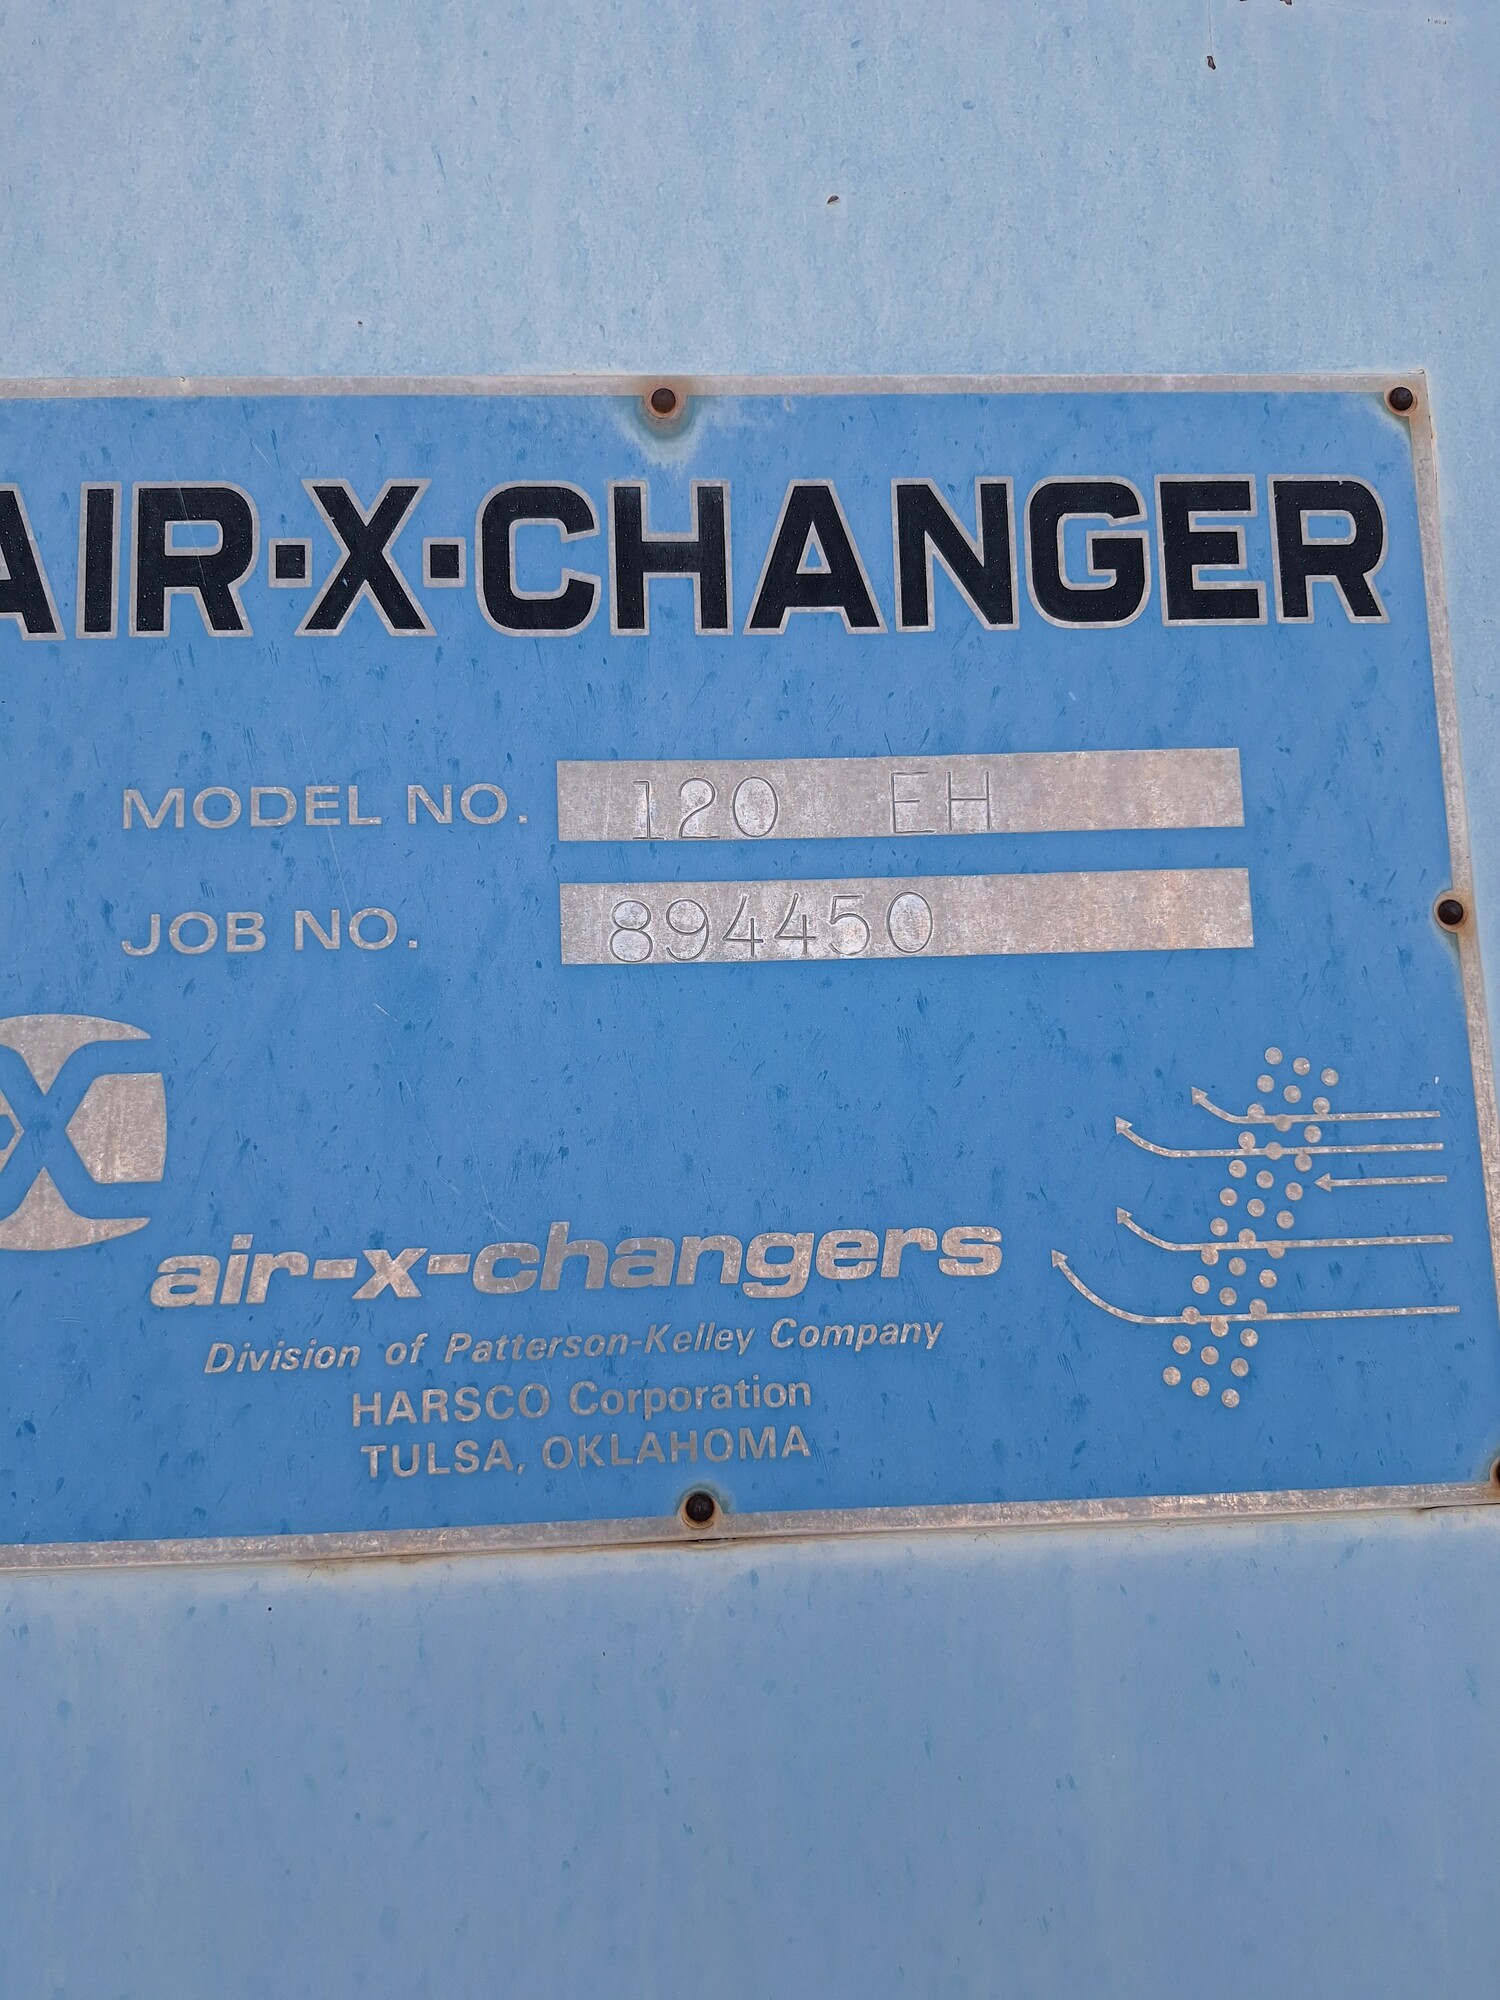 AIR·X·CHANGER
MODEL NO. 120 EH
JOB NO. 894450
air-x-changers
Division of Patterson-Kelley Company
HARSCO Corporation
TULSA, OKLAHOMA